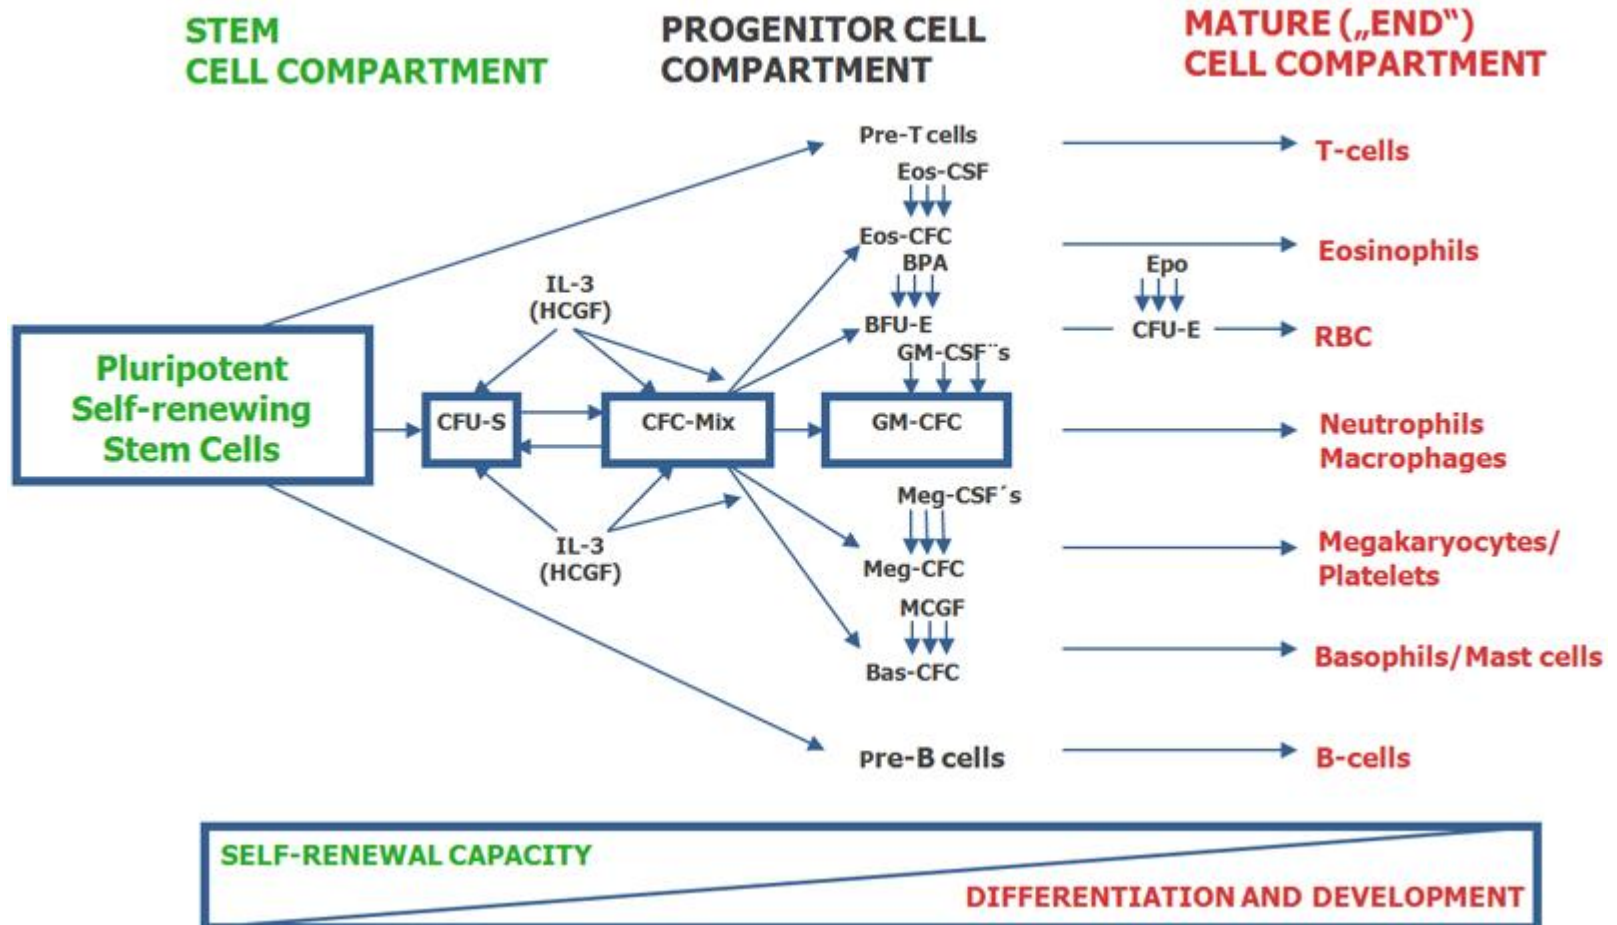 STEM
CELL COMPARTMENT
PROGENITOR CELL
COMPARTMENT
MATURE („END‟)
CELL COMPARTMENT
Pre-T cells
T-cells
Eos-CSF
Eos-CFC
Eosinophils
BPA
Epo
IL-3
(HCGF)
BFU-E
CFU-E
RBC
GM-CSF¨s
Pluripotent
Self-renewing
Stem Cells
CFU-S
CFC-Mix
GM-CFC
Neutrophils
Macrophages
Meg-CSF´s
IL-3
(HCGF)
Meg-CFC
Megakaryocytes/
Platelets
MCGF
Bas-CFC
Basophils/Mast cells
Pre-B cells
B-cells
SELF-RENEWAL CAPACITY
DIFFERENTIATION AND DEVELOPMENT